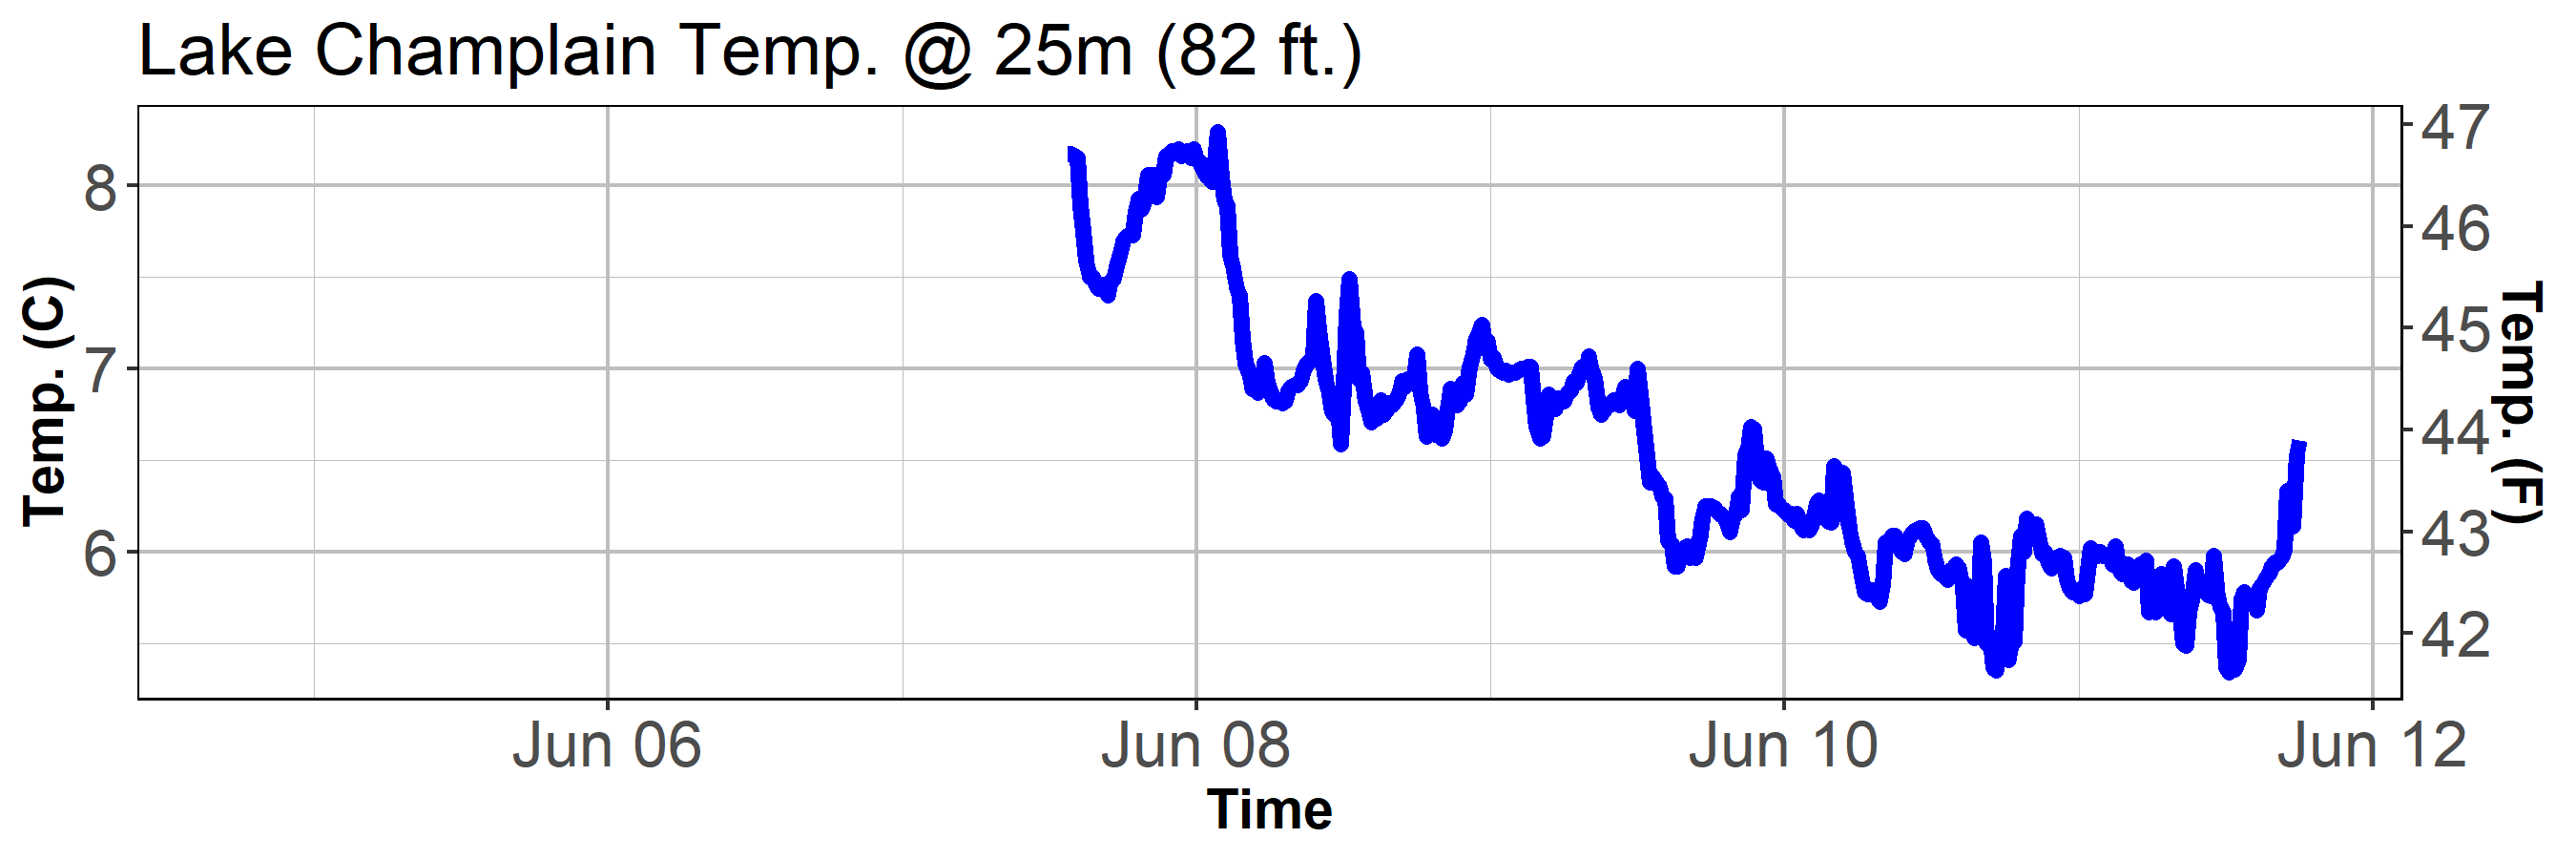 Lake Champlain Temp. @ 25m (82 ft.)
Temp. (C)
8
7
6
47
46
45
44
43
42
Temp. (F)
Jun 06 Jun 08 Jun 10 Jun 12
Time